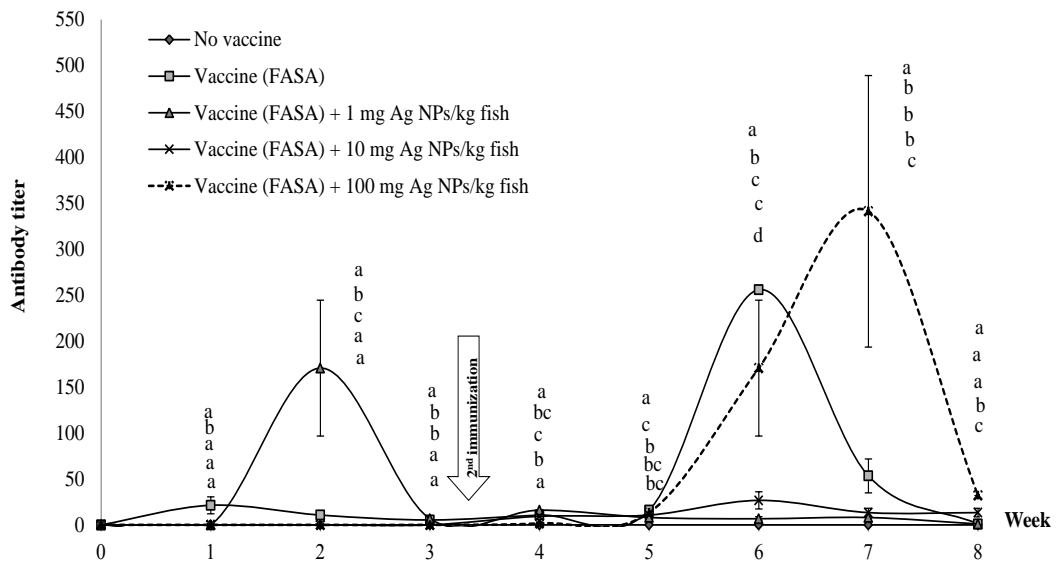 550
500
450
400
350
300
250
200
150
100
50
0
Antibody titer
No vaccine
Vaccine (FASA)
Vaccine (FASA) + 1 mg Ag NPs/kg fish
Vaccine (FASA) + 10 mg Ag NPs/kg fish
Vaccine (FASA) + 100 mg Ag NPs/kg fish
a
b
a
a
a
a
b
c
a
a
a
b
b
a
a
2nd immunization
a
bc
c
b
a
a
c
b
bc
bc
a
b
c
c
d
a
b
b
b
c
a
a
a
b
c
Week
0 1 2 3 4 5 6 7 8